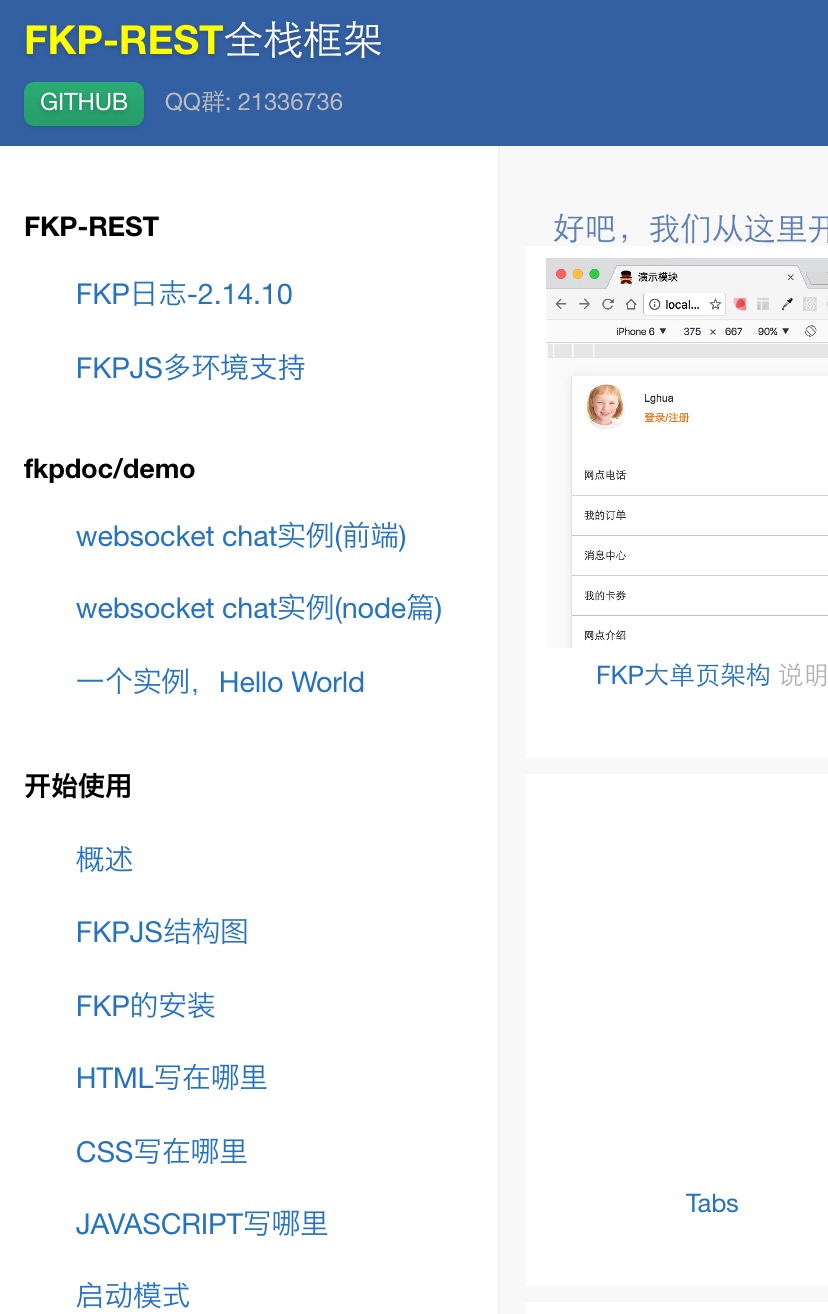 FKP-REST全栈框架
GITHUB QQ群: 21336736
FKP-REST
FKP日志-2.14.10
FKPJS多环境支持
fkpdoc/demo
websocket chat实例(前端)
websocket chat实例(node篇)
一个实例，Hello World
开始使用
概述
FKPJS结构图
FKP的安装
HTML写在哪里
CSS写在哪里
JAVASCRIPT写哪里
启动模式
好吧，我们从这里开
演示模块
local...
iPhone 6 ▼ 375 × 667 90% ▼
Lghua
登录/注册
网点电话
我的订单
消息中心
我的卡券
网点介绍
FKP大单页架构 说明
Tabs